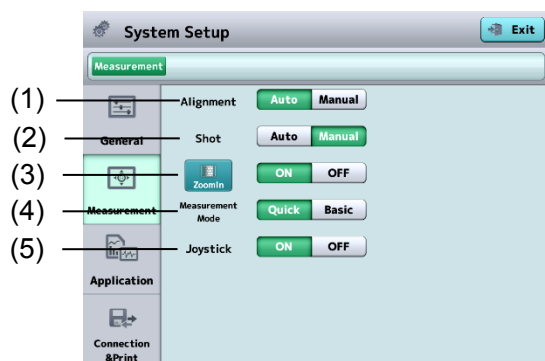 System Setup
Exit
Measurement
(1) Alignment Auto Manual
General
(2) Shot Auto Manual
(3) ZoomIn ON OFF
Measurement
(4) Measurement Mode Quick Basic
(5) Joystick ON OFF
Application
Connection
&Print